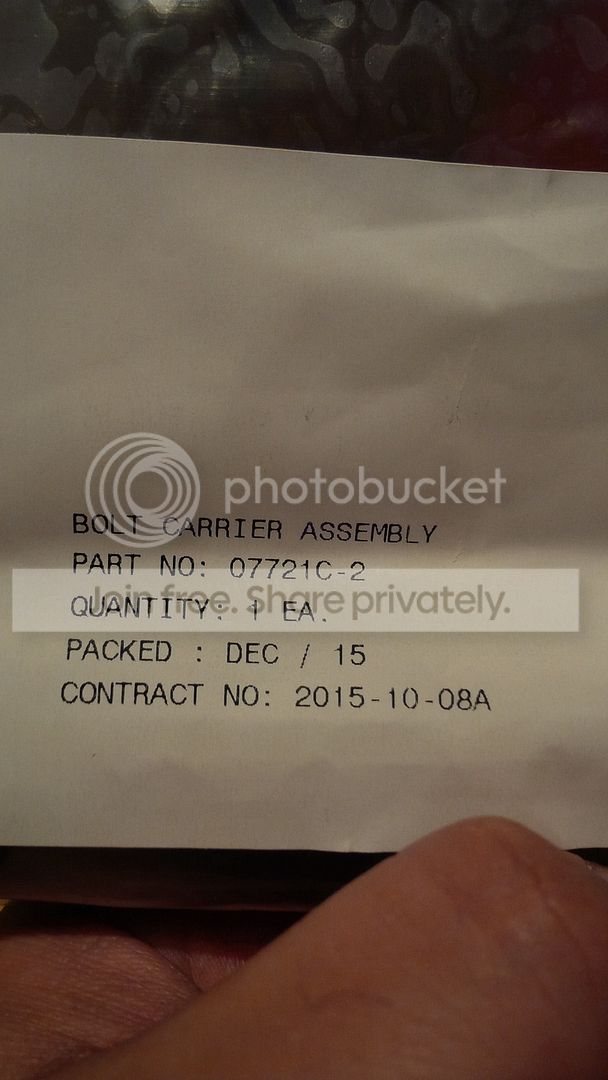 photobucket
BOLT CARRIER ASSEMBLY
PART NO: 07721C-2
Join free. Share privately.
QUANTITY: 1 EA.
PACKED : DEC / 15
CONTRACT NO: 2015-10-08A